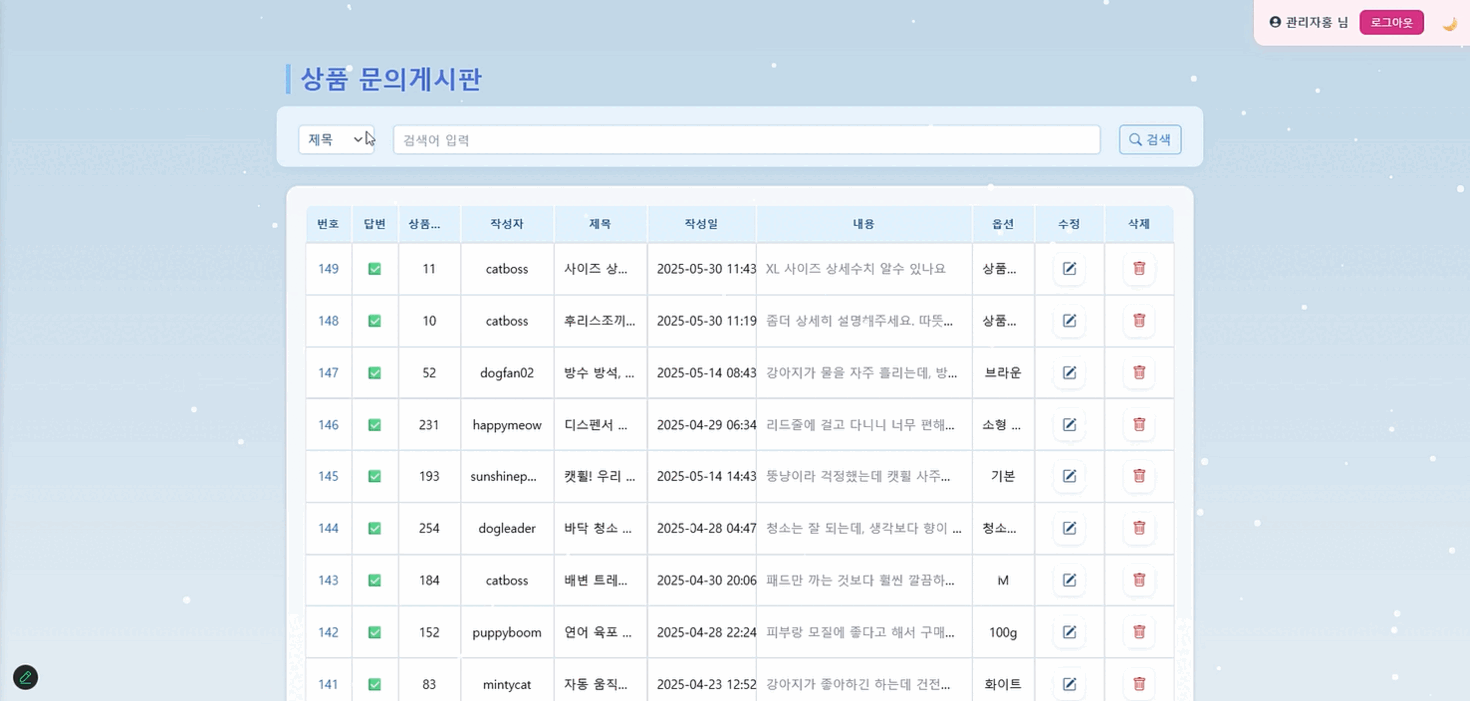 관리자홍 님 로그아웃
상품 문의게시판
제목 검색어 입력 검색
번호 답변 상품... 작성자 제목 작성일 내용 옵션 수정 삭제
149 11 catboss 사이즈 상... 2025-05-30 11:43 XL 사이즈 상세수치 알수 있나요 상품...
148 10 catboss 후리스조끼... 2025-05-30 11:19 좀더 상세히 설명해주세요. 따뜻...
상품...
147 52 dogfan02 방수 방석, ... 2025-05-14 08:43 강아지가 물을 자주 흘리는데, 방... 브라운
146 231 happymeow 디스펜서 ... 2025-04-29 06:34 리드줄에 걸고 다니니 너무 편해... 소형 ...
145 193 sunshinep... 캣휠! 우리 ... 2025-05-14 14:43 뚱냥이라 걱정했는데 캣휠 사주... 기본
144 254 dogleader 바닥 청소 ... 2025-04-28 04:47 청소는 잘 되는데, 생각보다 향이 ... 청소...
143 184 catboss 배변 트레... 2025-04-30 20:06 패드만 까는 것보다 훨씬 깔끔하... M
142 152 puppyboom 연어 육포 ... 2025-04-28 22:24 피부랑 모질에 좋다고 해서 구매... 100g
141 83 mintycat 자동 움직... 2025-04-23 12:52 강아지가 좋아하긴 하는데 건전... 화이트